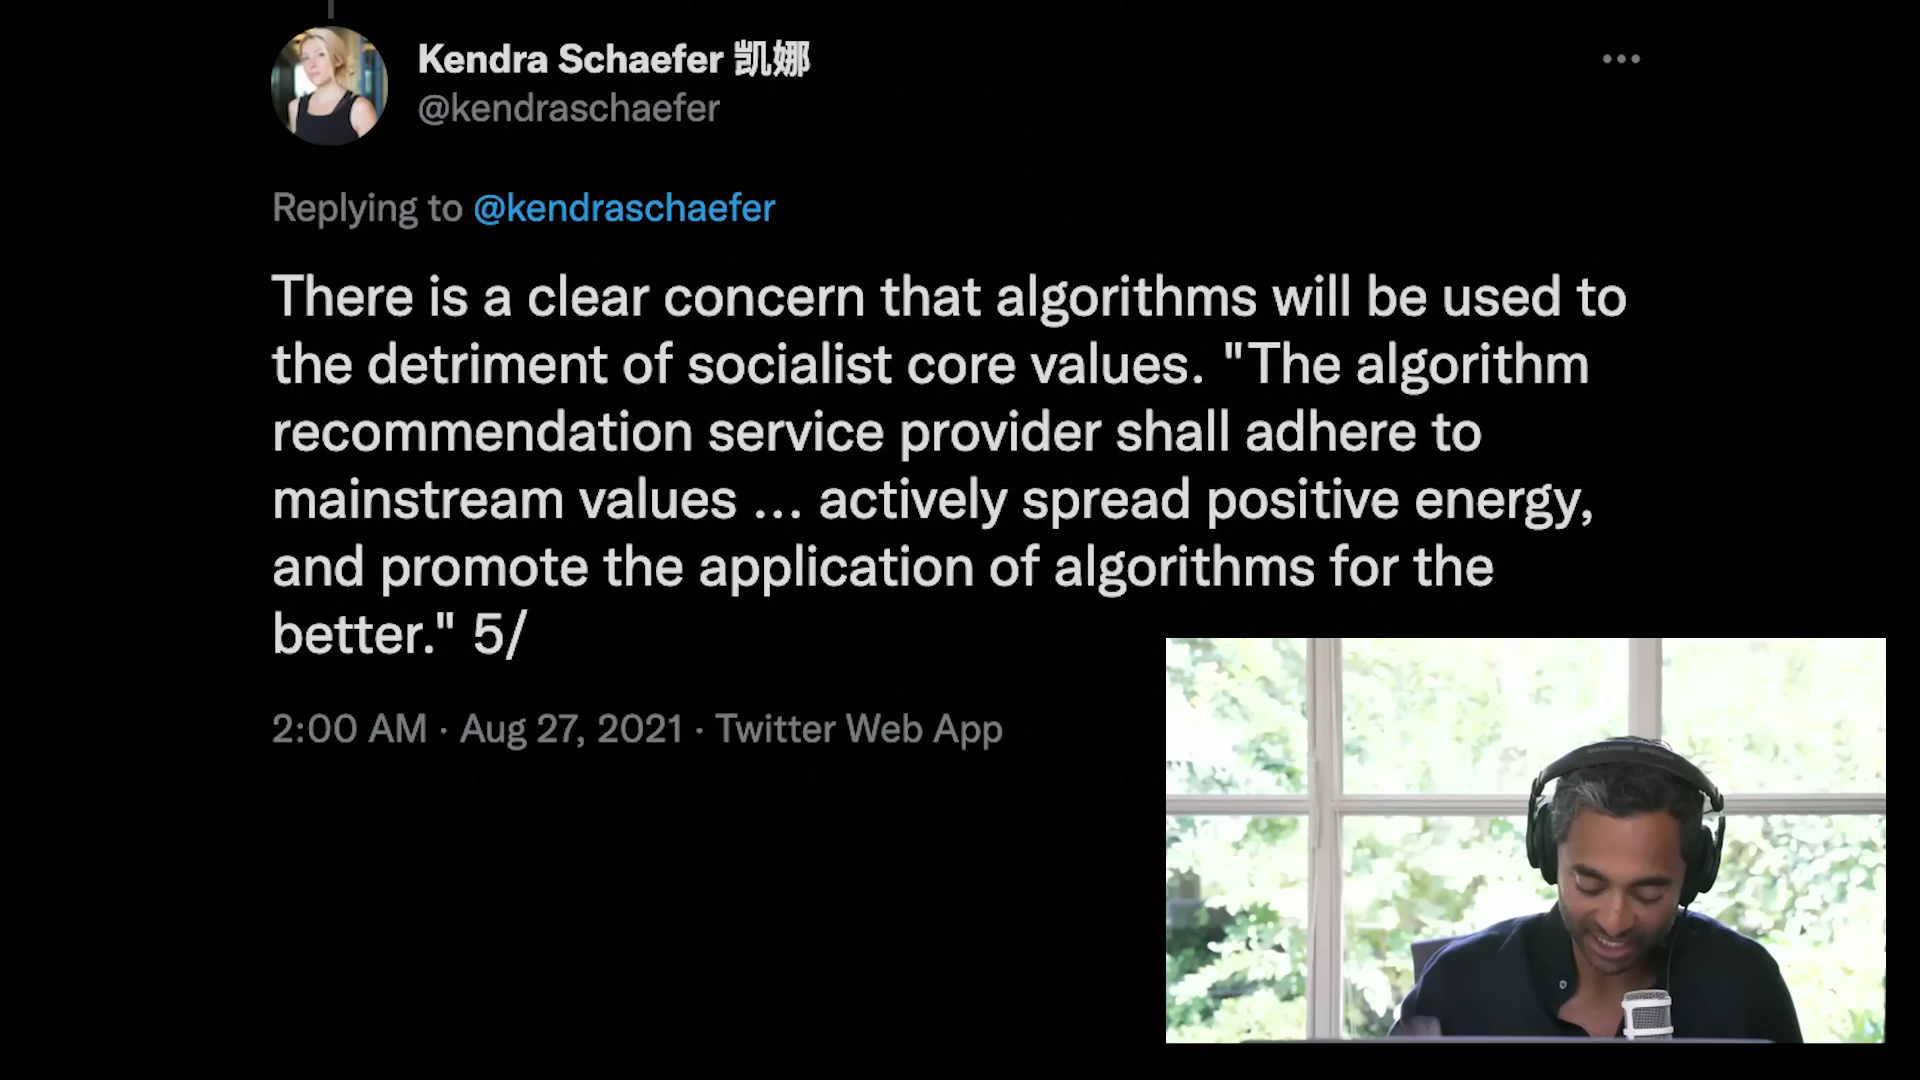 Kendra Schaefer 凯娜
@kendraschaefer
Replying to @kendraschaefer
There is a clear concern that algorithms will be used to
the detriment of socialist core values. "The algorithm
recommendation service provider shall adhere to
mainstream values ... actively spread positive energy,
and promote the application of algorithms for the
better." 5/
2:00 AM · Aug 27, 2021 · Twitter Web App